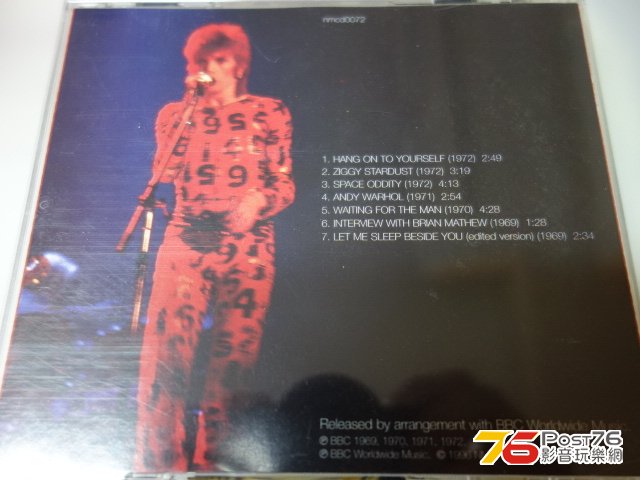 nmcd0072
1. HANG ON TO YOURSELF (1972) 2:49
2. ZIGGY STARDUST (1972) 3:19
3. SPACE ODDITY (1972) 4:13
4. ANDY WARHOL (1971) 2:54
5. WAITING FOR THE MAN (1970) 4:28
6. INTERVIEW WITH BRIAN MATHEW (1969) 1:28
7. LET ME SLEEP BESIDE YOU (edited version) (1969) 2:34
Released by arrangement with BBC Worldwide Music.
℗ BBC 1969, 1970, 1971, 1972,
℗ BBC Worldwide Music. ©
76 Post76
影音玩樂網